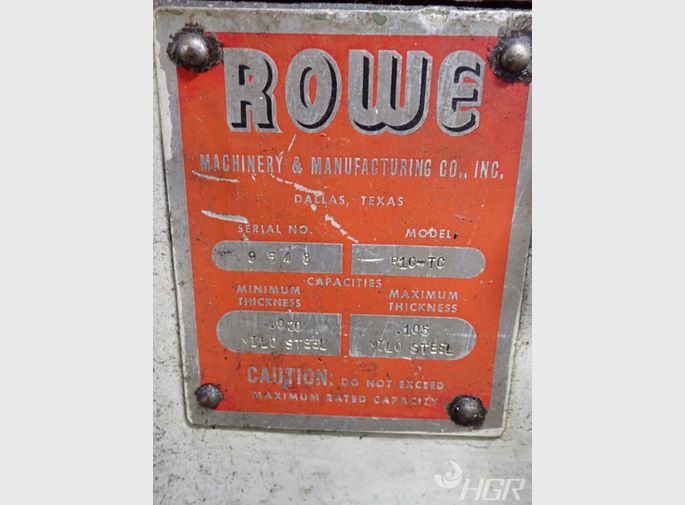 ROWE
MACHINERY & MANUFACTURING CO., INC.
DALLAS, TEXAS
SERIAL NO. MODEL
9648 R10-TC
CAPACITIES
MINIMUM THICKNESS MAXIMUM THICKNESS
.020 .105
MILD STEEL MILD STEEL
CAUTION: DO NOT EXCEED
MAXIMUM RATED CAPACITY
HGR